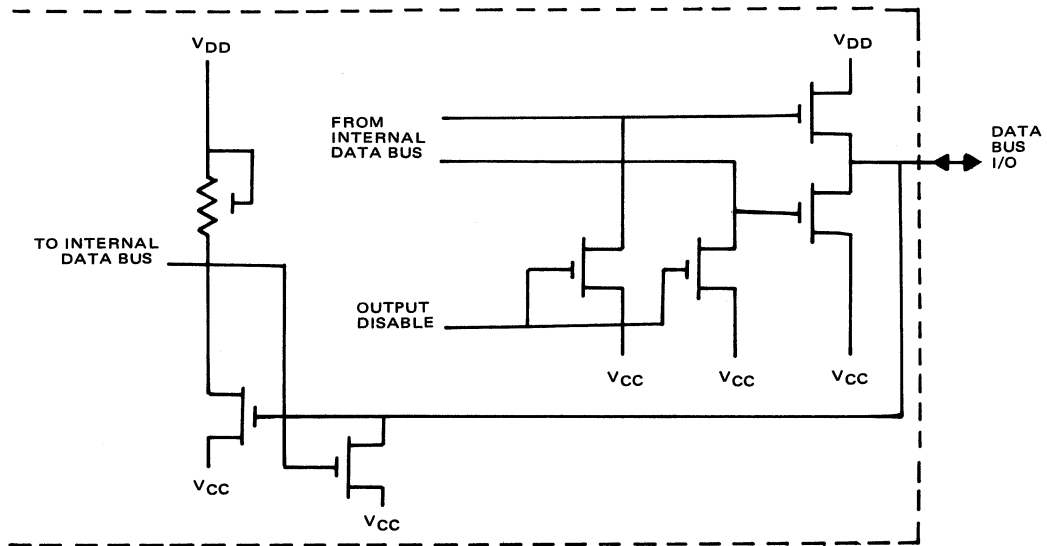 VDD
VDD
FROM
INTERNAL
DATA BUS
DATA
BUS
I/O
TO INTERNAL
DATA BUS
OUTPUT
DISABLE
VCC
VCC
VCC
VCC
VCC